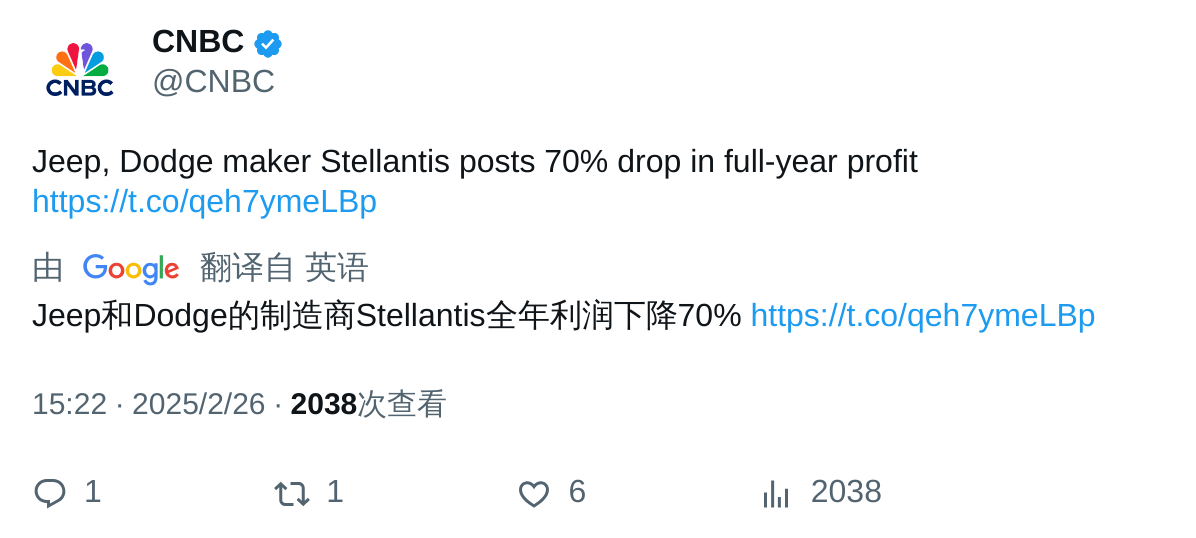 CNBC
CNBC
@CNBC
Jeep, Dodge maker Stellantis posts 70% drop in full-year profit
https://t.co/qeh7ymeLBp
由 Google 翻译自 英语
Jeep和Dodge的制造商Stellantis全年利润下降70% https://t.co/qeh7ymeLBp
15:22 · 2025/2/26 · 2038次查看
1 1 6 2038